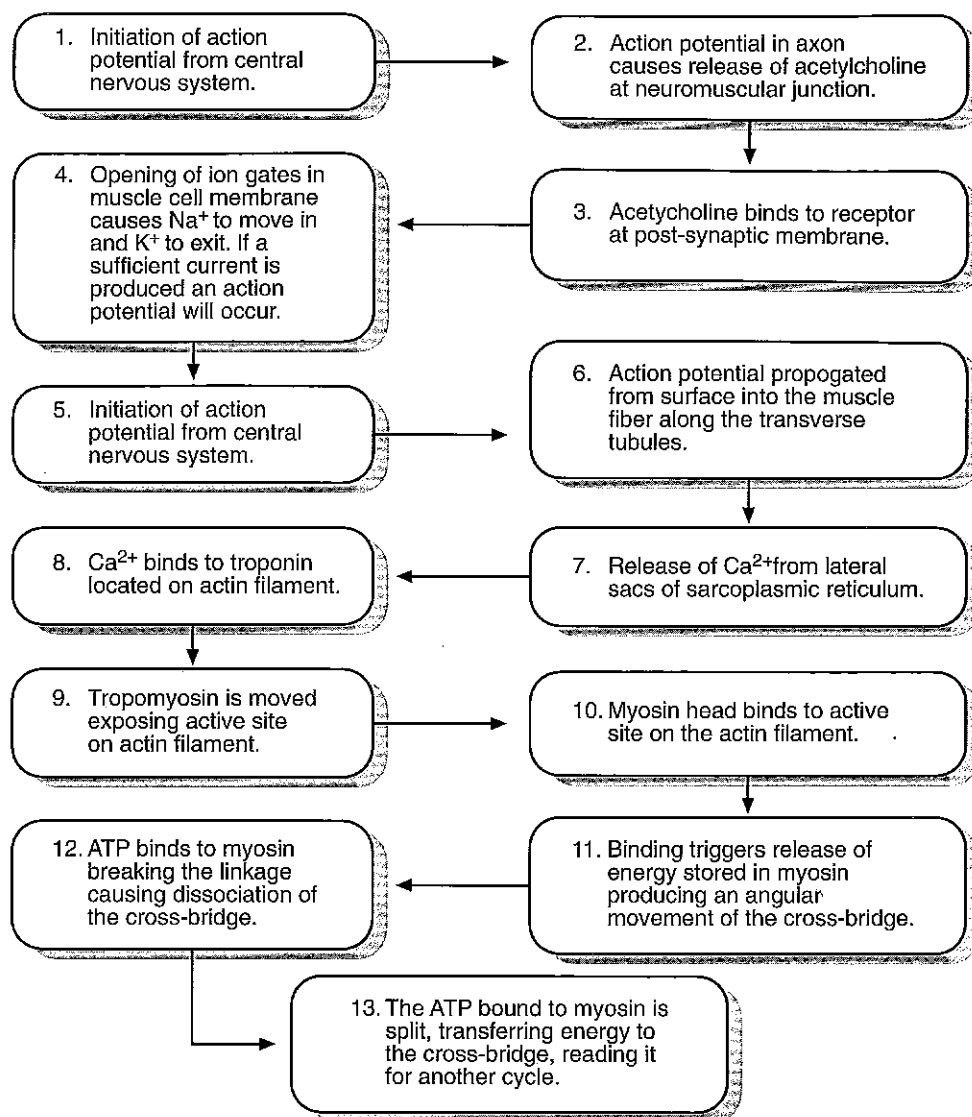 1. Initiation of action
potential from central
nervous system.
2. Action potential in axon
causes release of acetylcholine
at neuromuscular junction.
3. Acetycholine binds to receptor
at post-synaptic membrane.
4. Opening of ion gates in
muscle cell membrane
causes Na⁺ to move in
and K⁺ to exit. If a
sufficient current is
produced an action
potential will occur.
5. Initiation of action
potential from central
nervous system.
6. Action potential propogated
from surface into the muscle
fiber along the transverse
tubules.
7. Release of Ca²⁺from lateral
sacs of sarcoplasmic reticulum.
8. Ca²⁺ binds to troponin
located on actin filament.
9. Tropomyosin is moved
exposing active site
on actin filament.
10. Myosin head binds to active
site on the actin filament.
11. Binding triggers release of
energy stored in myosin
producing an angular
movement of the cross-bridge.
12. ATP binds to myosin
breaking the linkage
causing dissociation of
the cross-bridge.
13. The ATP bound to myosin is
split, transferring energy to
the cross-bridge, reading it
for another cycle.